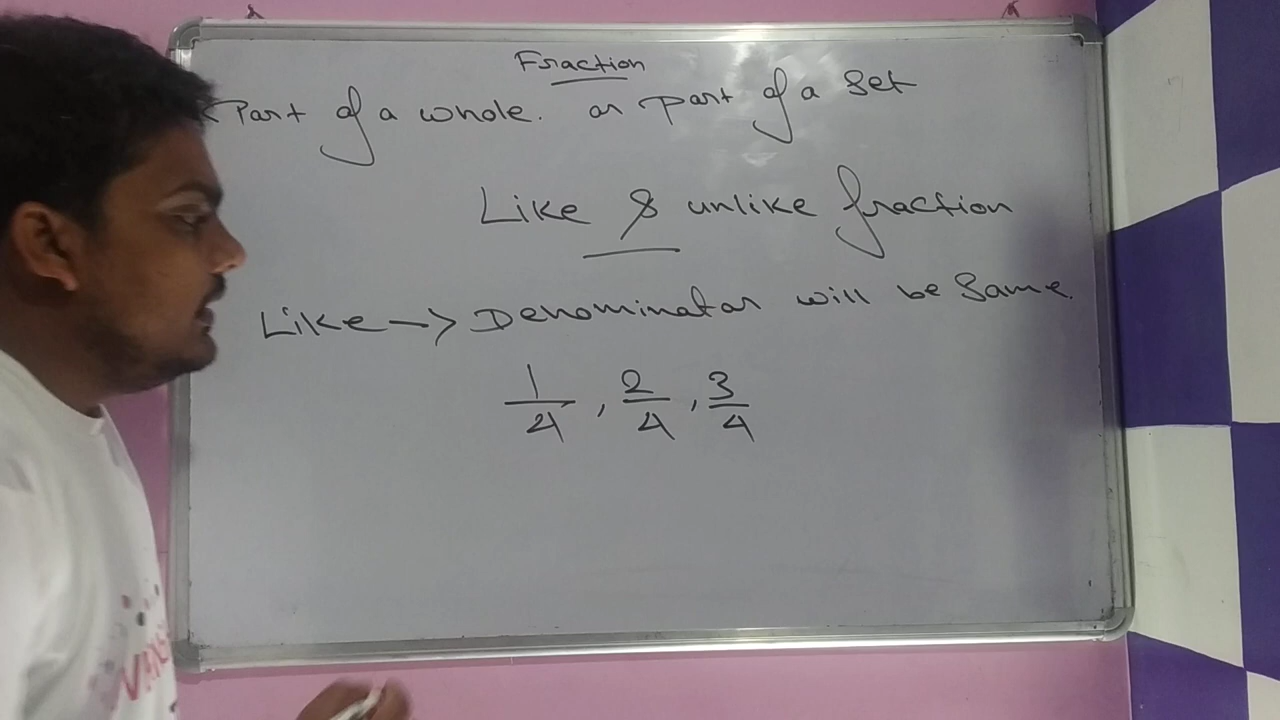 Fraction
Part of a whole. or part of a set
Like & unlike fraction
Like -> Denominator will be same.
1/4, 2/4, 3/4